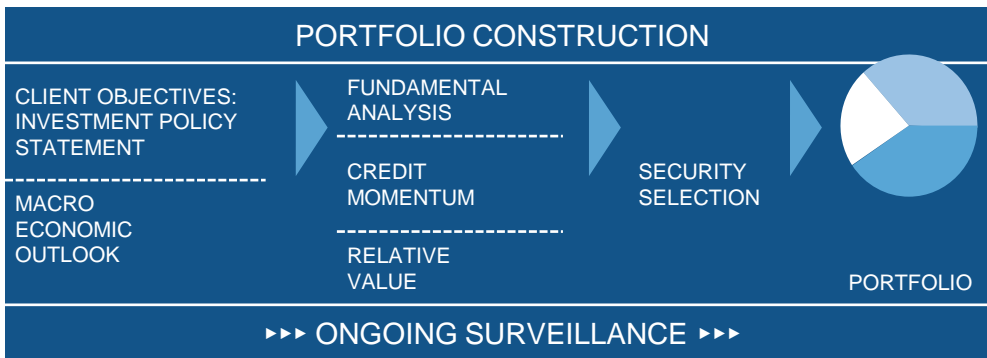 PORTFOLIO CONSTRUCTION
CLIENT OBJECTIVES:
INVESTMENT POLICY
STATEMENT
MACRO
ECONOMIC
OUTLOOK
FUNDAMENTAL
ANALYSIS
CREDIT
MOMENTUM
RELATIVE
VALUE
SECURITY
SELECTION
PORTFOLIO
ONGOING SURVEILLANCE